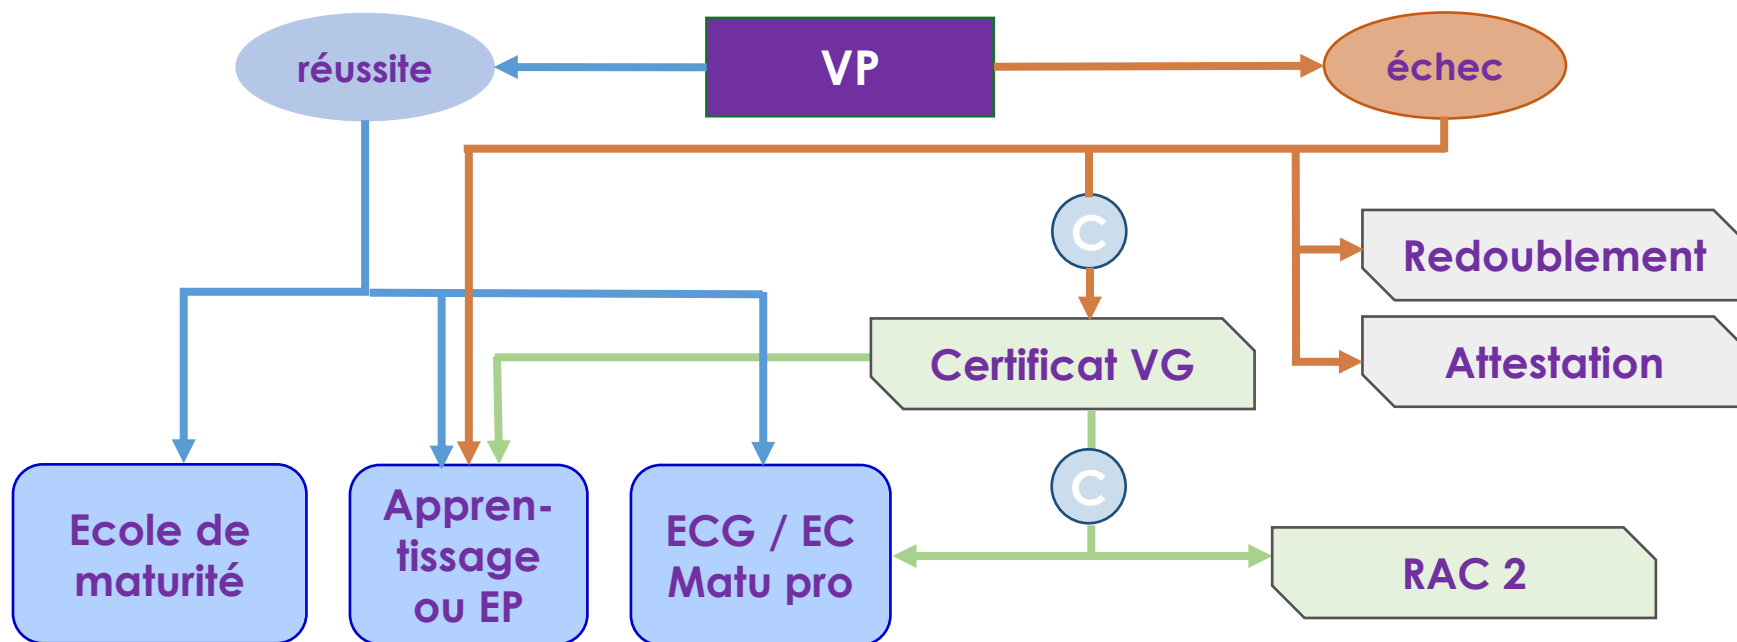 réussite
VP
échec
C
Redoublement
Certificat VG
Attestation
C
Ecole de
maturité
Appren-
tissage
ou EP
ECG / EC
Matu pro
RAC 2